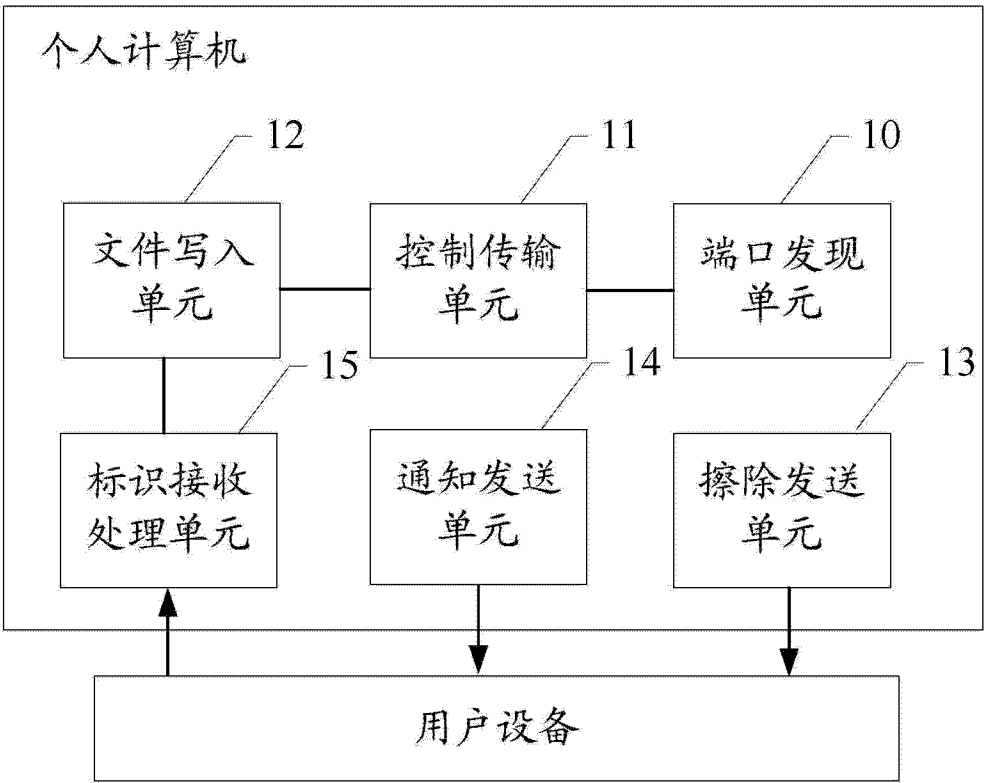 个人计算机
12
11
10
文件写入
单元
控制传输
单元
端口发现
单元
15
14
13
标识接收
处理单元
通知发送
单元
擦除发送
单元
用户设备